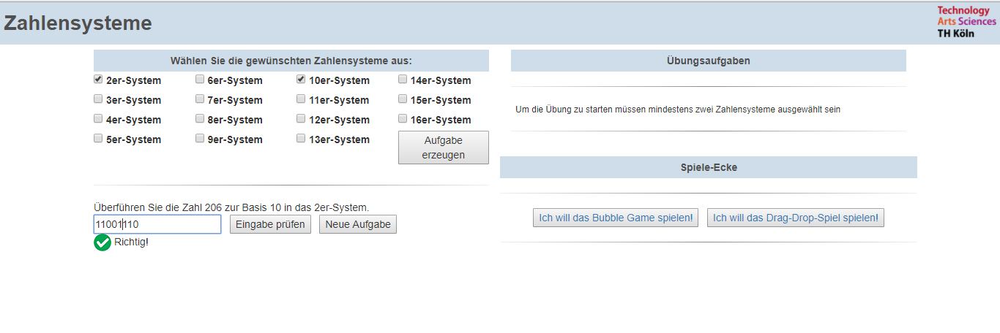 Zahlensysteme
Technology
Arts Sciences
TH Köln
Wählen Sie die gewünschten Zahlensysteme aus:
2er-System 6er-System 10er-System 14er-System
3er-System 7er-System 11er-System 15er-System
4er-System 8er-System 12er-System 16er-System
5er-System 9er-System 13er-System
Aufgabe
erzeugen
Überführen Sie die Zahl 206 zur Basis 10 in das 2er-System.
11001110 Eingabe prüfen Neue Aufgabe
Richtig!
Übungsaufgaben
Um die Übung zu starten müssen mindestens zwei Zahlensysteme ausgewählt sein
Spiele-Ecke
Ich will das Bubble Game spielen! Ich will das Drag-Drop-Spiel spielen!